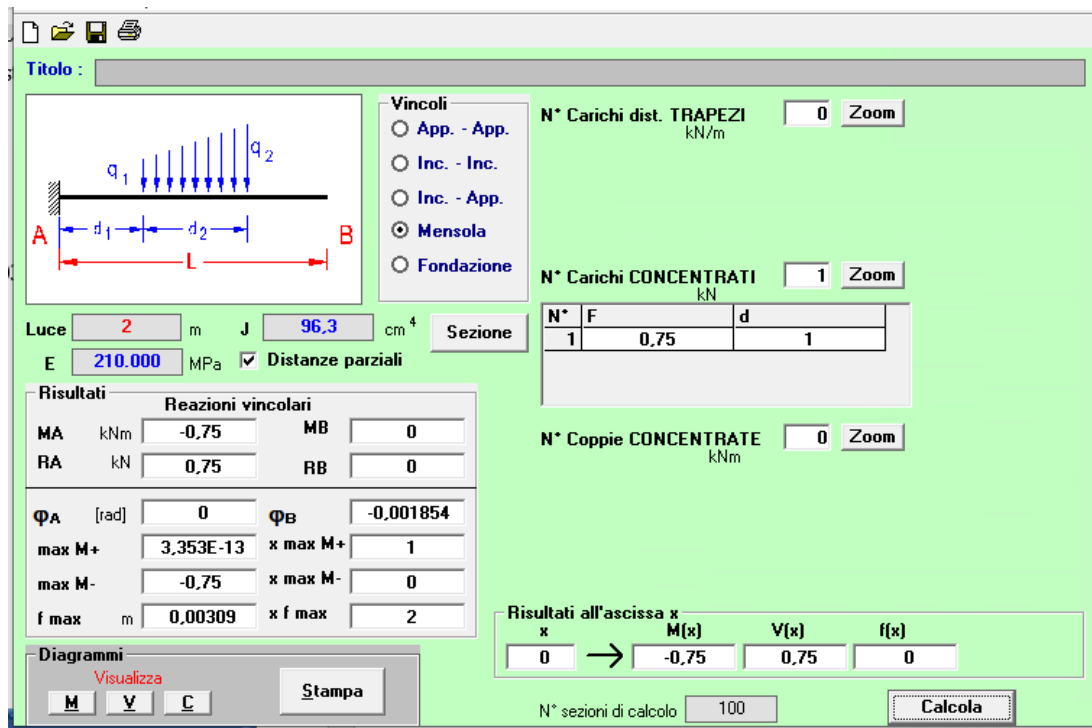 Titolo :
q1
q2
A
d1
d2
B
L
Vincoli
App. - App.
Inc. - Inc.
Inc. - App.
Mensola
Fondazione
N° Carichi dist. TRAPEZI 0 Zoom
kN/m
N° Carichi CONCENTRATI 1 Zoom
kN
N° F d
1 0,75 1
Luce 2 m J 96,3 cm 4 Sezione
E 210.000 MPa Distanze parziali
Risultati
Reazioni vincolari
MA kNm -0,75 MB 0
RA kN 0,75 RB 0
φA [rad] 0 φB -0,001854
max M+ 3,353E-13 x max M+ 1
max M- -0,75 x max M- 0
f max m 0,00309 x f max 2
N° Coppie CONCENTRATE 0 Zoom
kNm
Risultati all'ascissa x
x M(x) V(x) f(x)
0 -0,75 0,75 0
Diagrammi
Visualizza
M V C Stampa
N° sezioni di calcolo 100 Calcola